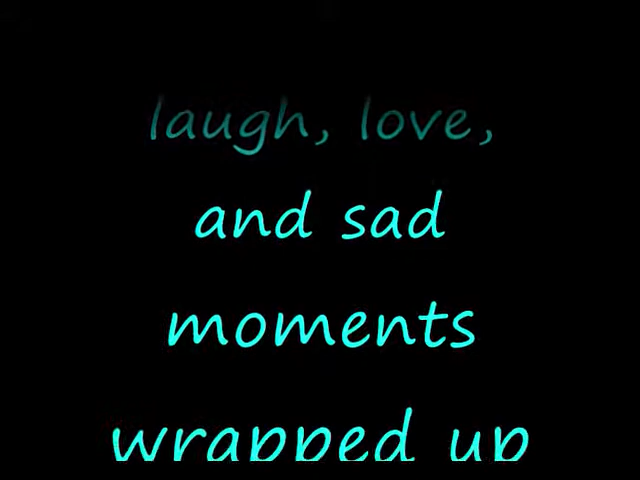 laugh, love,
and sad
moments
wrapped up